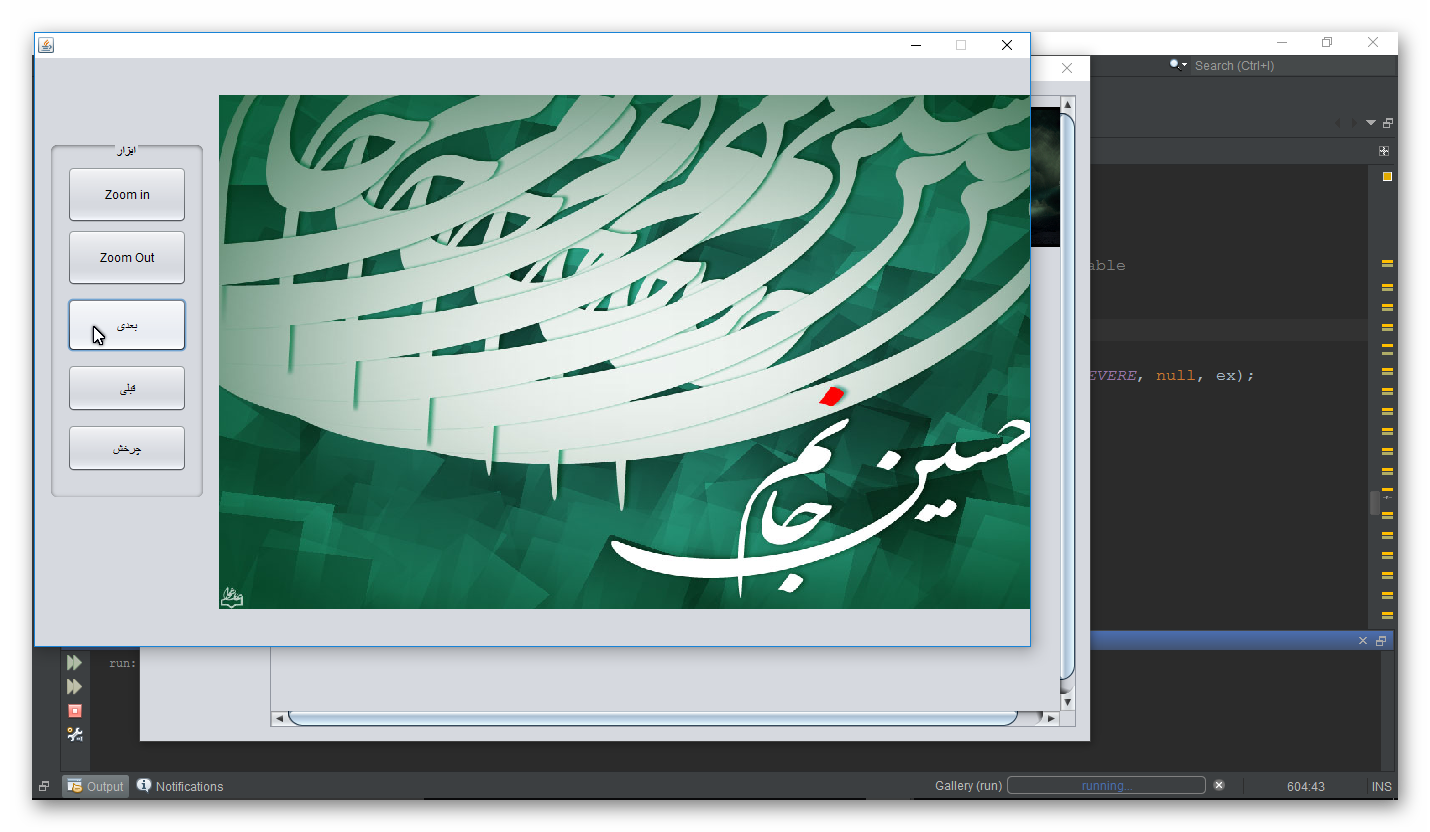 Search (Ctrl+I)
ابزار
Zoom in
Zoom Out
بعدی
قبلی
چرخش
حسین جانم
able
EVERE, null, ex);
run:
Output
Notifications
Gallery (run)
running...
604:43
INS